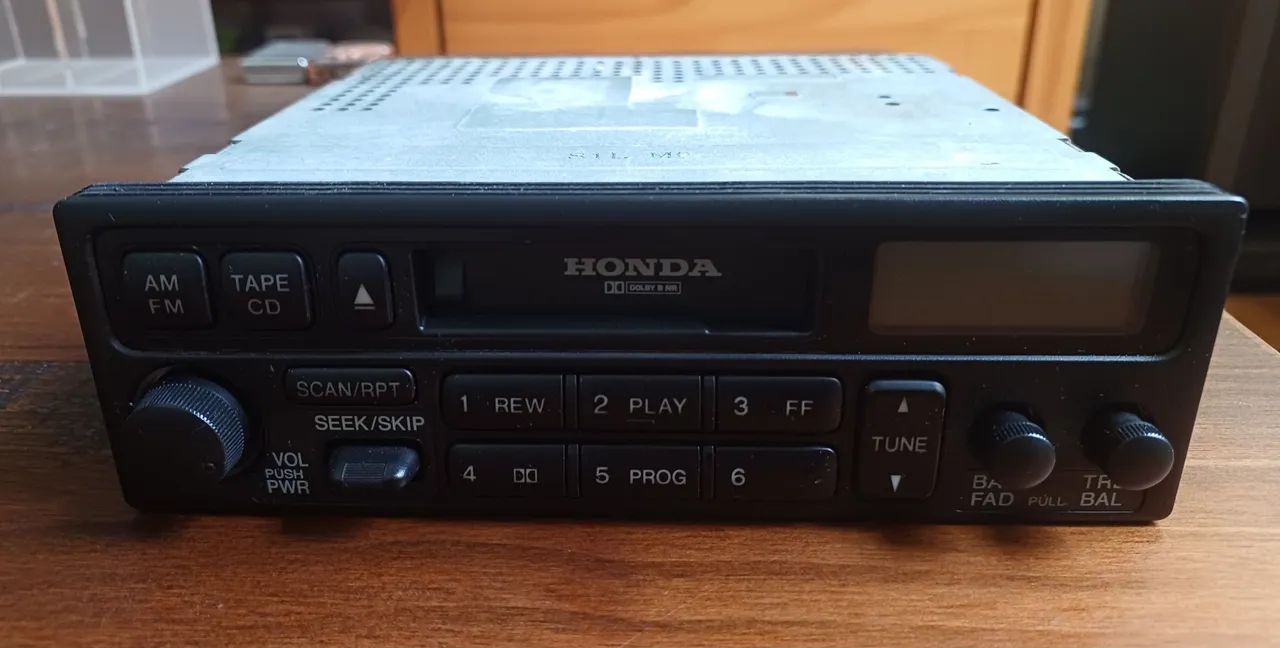 AM
FM
TAPE
CD
HONDA
DOLBY B NR
SCAN/RPT
SEEK/SKIP
VOL
PUSH
PWR
1 REW
2 PLAY
3 FF
4
5 PROG
6
TUNE
FAD
PULL
BAL